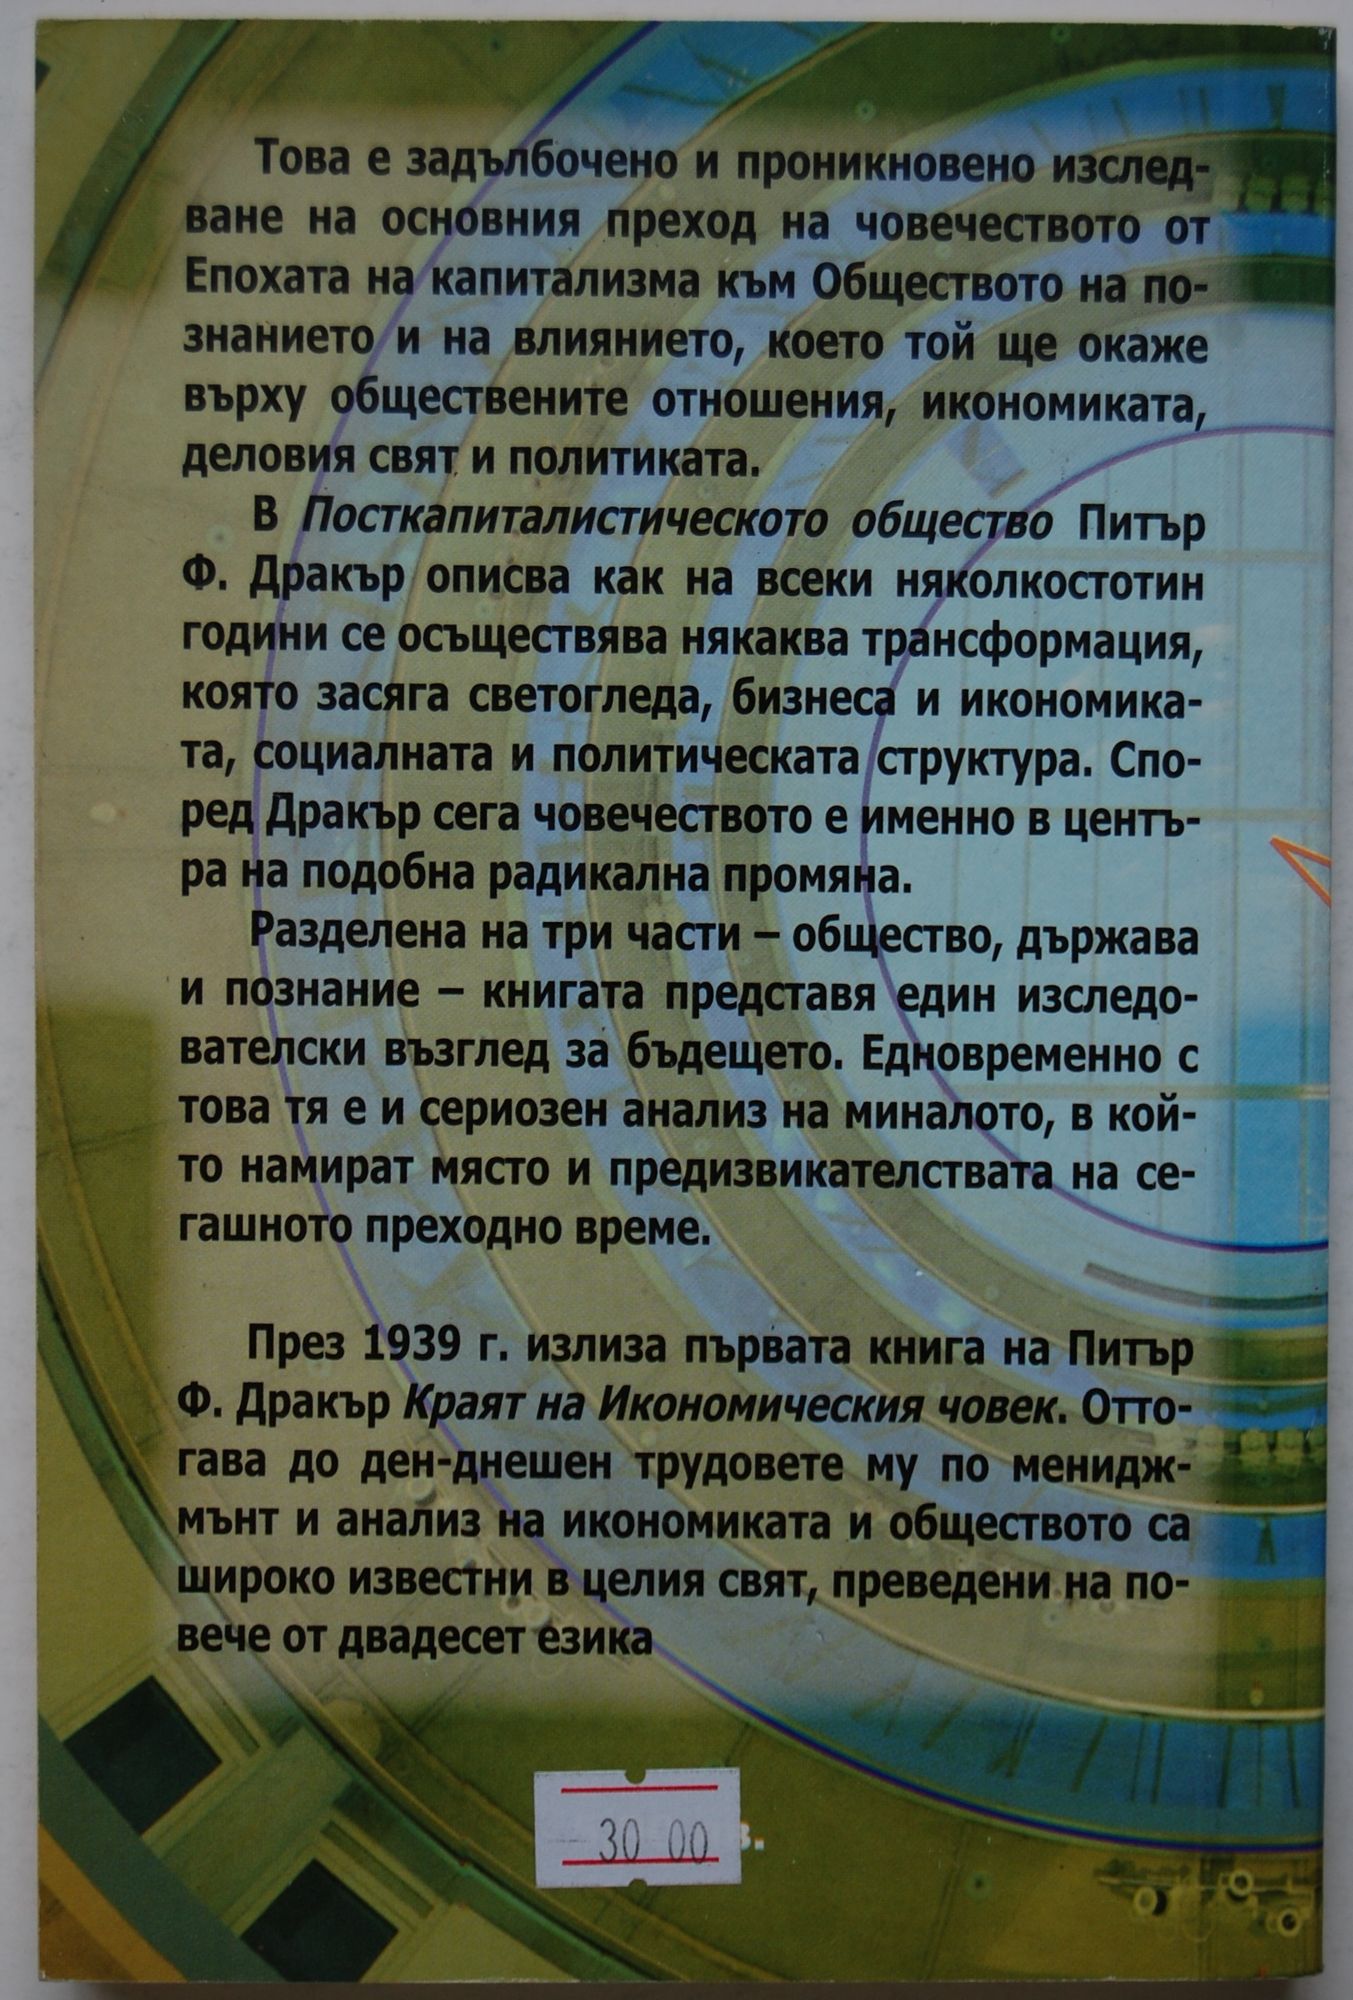 Това е задълбочено и проникновено изслед-
ване на основния преход на човечеството от
Епохата на капитализма към Обществото на по-
знанието и на влиянието, което той ще окаже
върху обществените отношения, икономиката,
деловия свят и политиката.
В Посткапиталистическото общество Питър
Ф. Дракър описва как на всеки няколкостотин
години се осъществява някаква трансформация,
която засяга светогледа, бизнеса и икономика-
та, социалната и политическата структура. Спо-
ред Дракър сега човечеството е именно в центъ-
ра на подобна радикална промяна.
Разделена на три части – общество, държава
и познание – книгата представя един изследо-
вателски възглед за бъдещето. Едновременно с
това тя е и сериозен анализ на миналото, в кой-
то намират място и предизвикателствата на се-
гашното преходно време.
През 1939 г. излиза първата книга на Питър
Ф. Дракър Краят на Икономическия човек. Отто-
гава до ден-днешен трудовете му по менидж-
мънт и анализ на икономиката и обществото са
широко известни в целия свят, преведени на по-
вече от двадесет езика
30 00